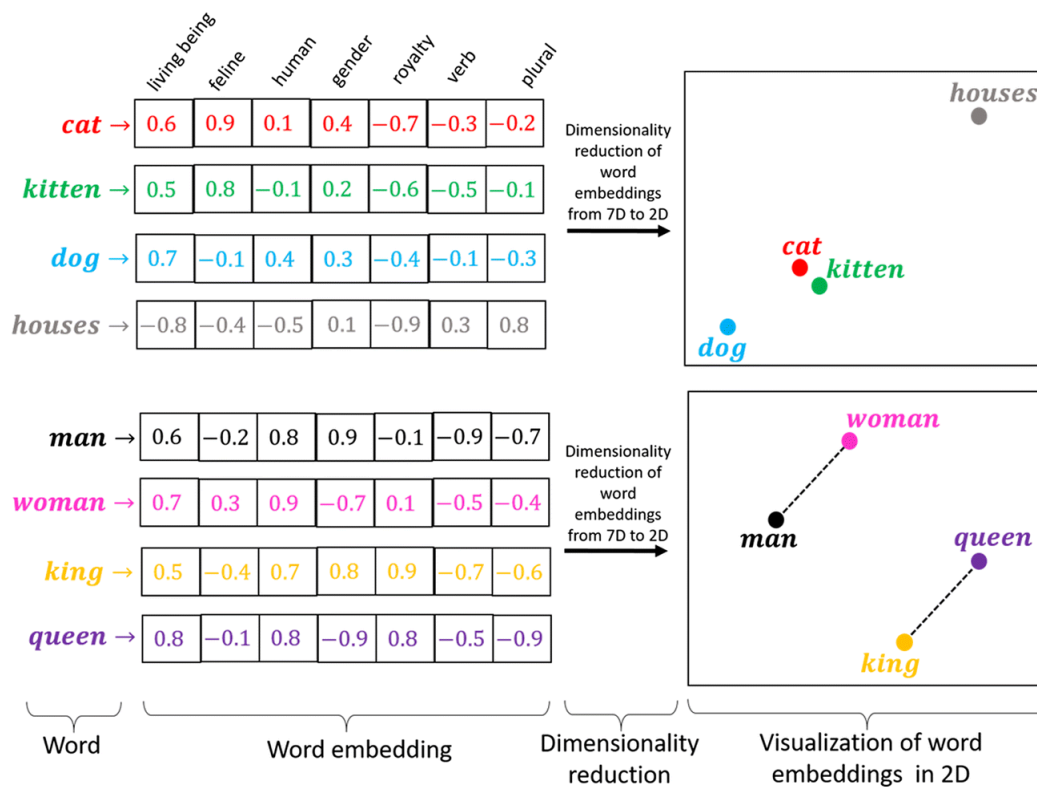 living being feline human gender royalty verb plural
cat → 0.6 0.9 0.1 0.4 −0.7 −0.3 −0.2
kitten → 0.5 0.8 −0.1 0.2 −0.6 −0.5 −0.1
dog → 0.7 −0.1 0.4 0.3 −0.4 −0.1 −0.3
houses → −0.8 −0.4 −0.5 0.1 −0.9 0.3 0.8
Dimensionality
reduction of
word
embeddings
from 7D to 2D
houses
cat
kitten
dog
man → 0.6 −0.2 0.8 0.9 −0.1 −0.9 −0.7
woman → 0.7 0.3 0.9 −0.7 0.1 −0.5 −0.4
king → 0.5 −0.4 0.7 0.8 0.9 −0.7 −0.6
queen → 0.8 −0.1 0.8 −0.9 0.8 −0.5 −0.9
Dimensionality
reduction of
word
embeddings
from 7D to 2D
woman
man
queen
king
Word
Word embedding
Dimensionality
reduction
Visualization of word
embeddings in 2D